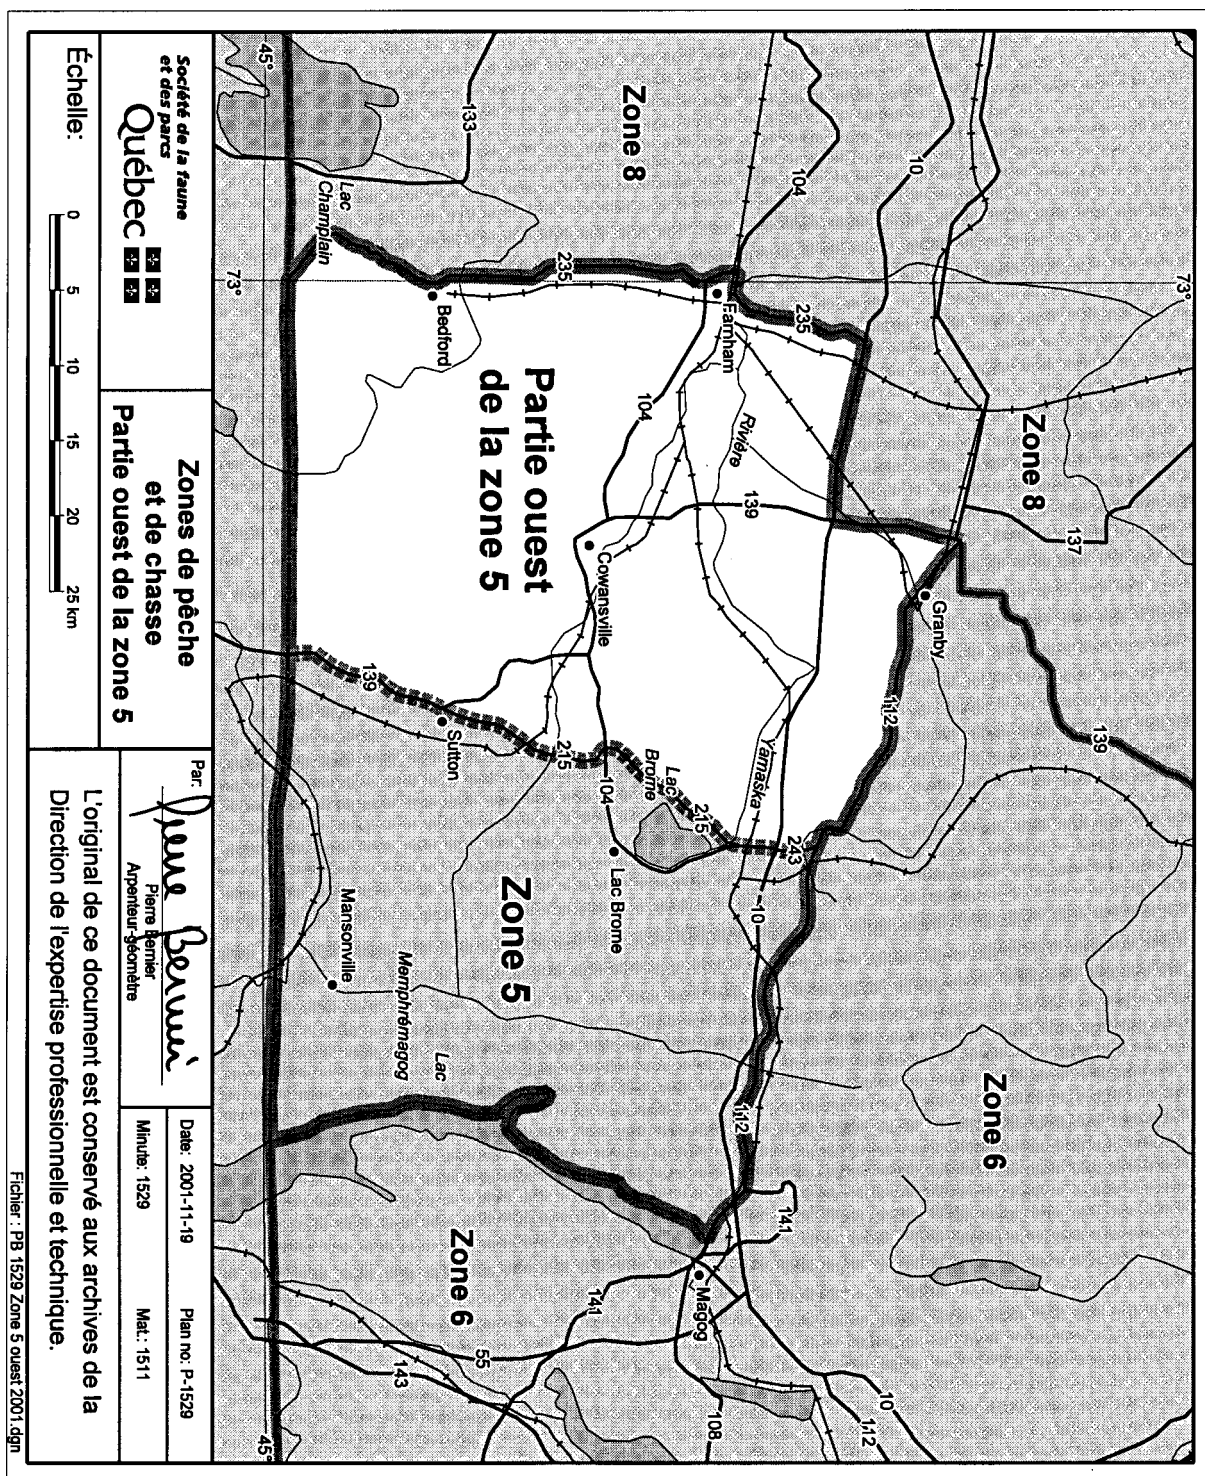 Zone 8
Zone 8
Zone 6
Zone 6
Zone 5
Partie ouest
de la zone 5
73°
73°
45°
45°
133
104
10
235
235
104
139
137
139
112
139
215
215
104
243
10
112
141
141
55
143
10
112
108
Lac
Champlain
Bedford
Farnham
Rivière
Granby
Cowansville
Sutton
Yamaska
Lac
Brome
Lac Brome
Mansonville
Lac
Memphrémagog
Magog
Société de la faune
et des parcs
Québec
Échelle:
0 5 10 15 20 25 km
Zones de pêche
et de chasse
Partie ouest de la zone 5
Par:
Pierre Bernier
Pierre Bernier
Arpenteur-géomètre
Date: 2001-11-19 Plan no: P-1529
Minute: 1529 Mat.: 1511
L'original de ce document est conservé aux archives de la
Direction de l'expertise professionnelle et technique.
Fichier : PB 1529 Zone 5 ouest 2001.dgn